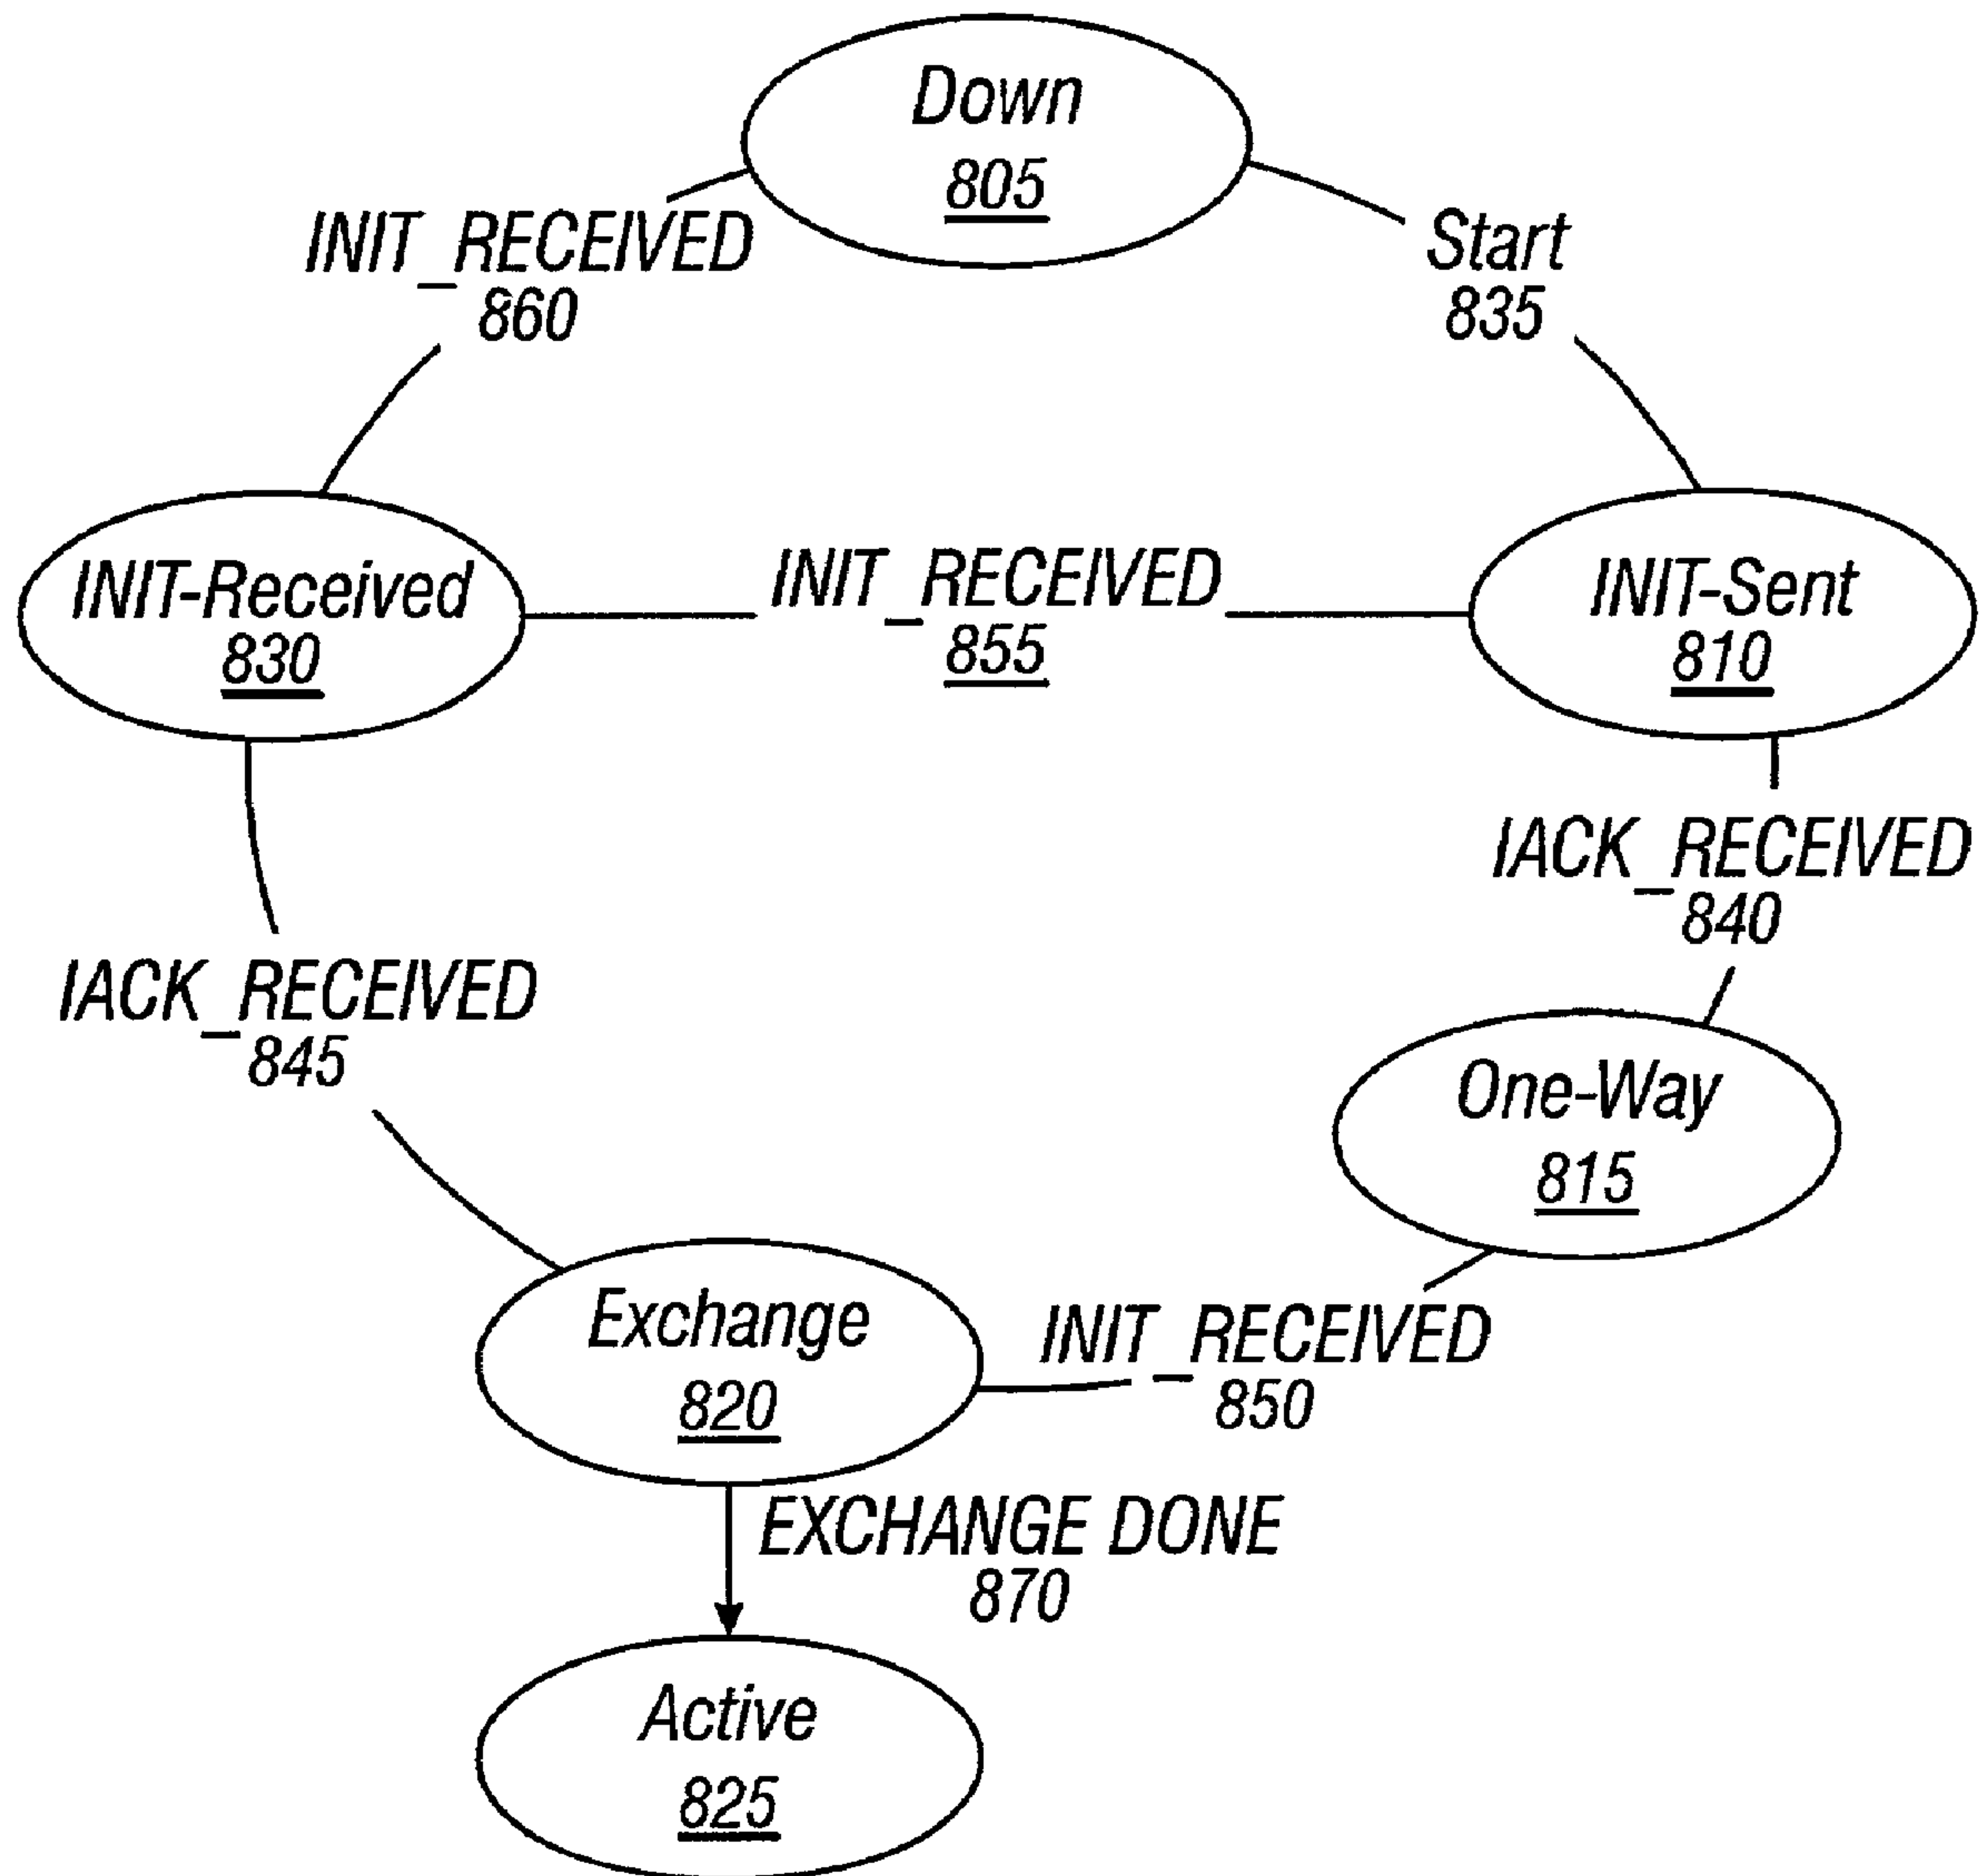 Down
805
INIT_RECEIVED
860
Start
835
INIT-Received
830
INIT_RECEIVED
855
INIT-Sent
810
IACK_RECEIVED
840
IACK_RECEIVED
845
One-Way
815
Exchange
820
INIT_RECEIVED
850
EXCHANGE DONE
870
Active
825